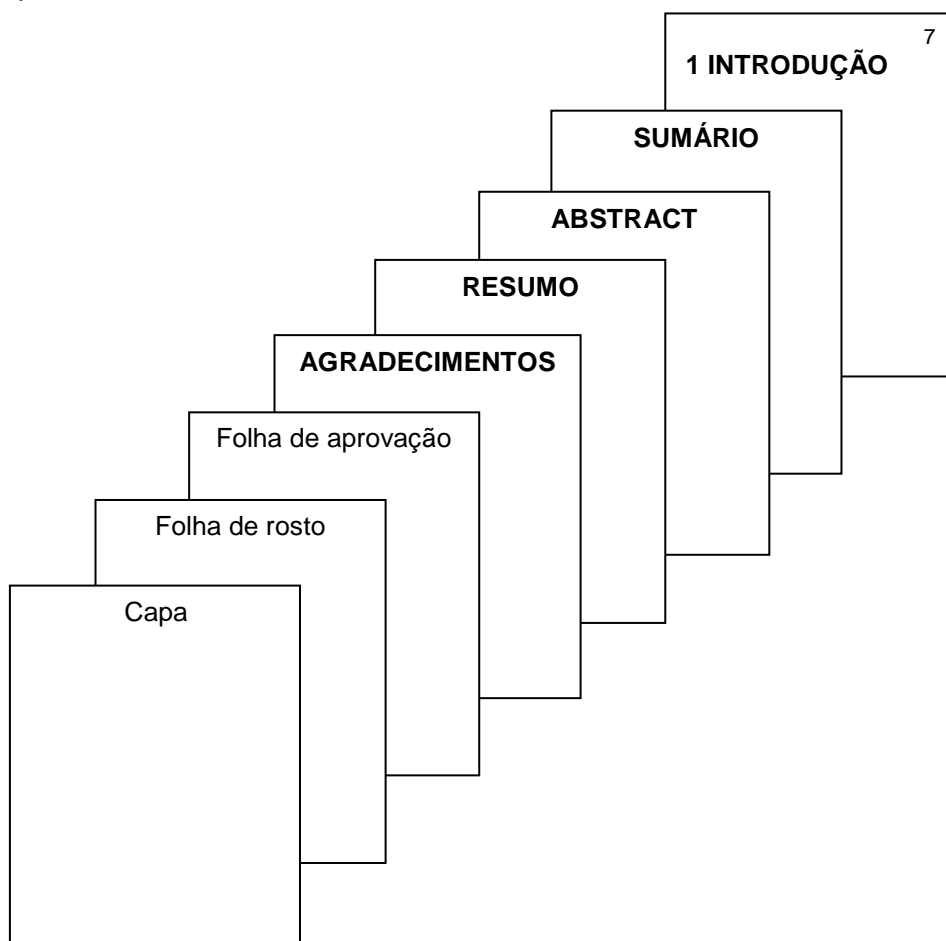 7
1 INTRODUÇÃO
SUMÁRIO
ABSTRACT
RESUMO
AGRADECIMENTOS
Folha de aprovação
Folha de rosto
Capa